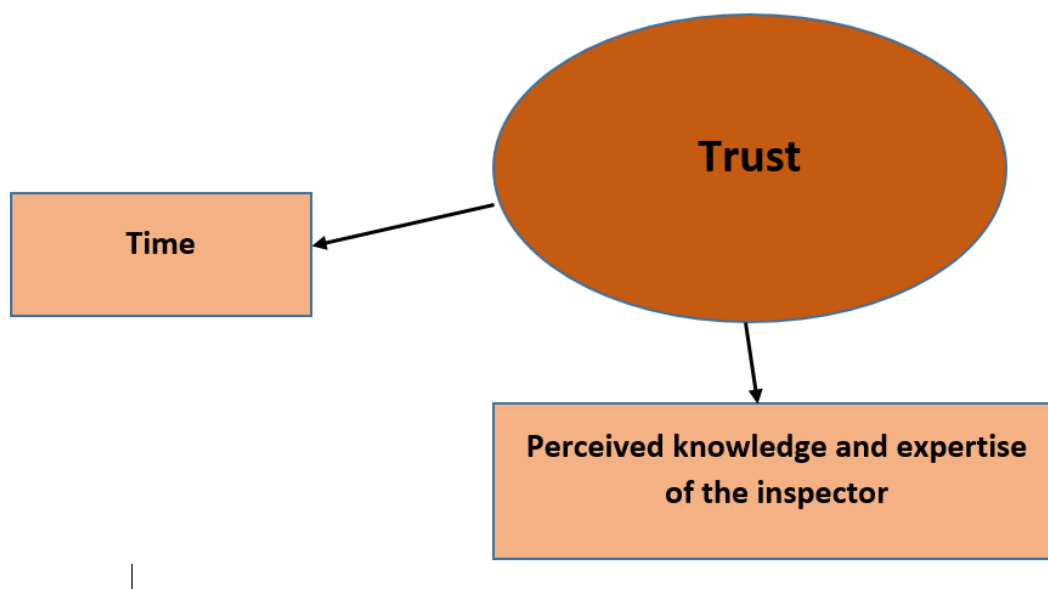 Trust
Time
Perceived knowledge and expertise
of the inspector